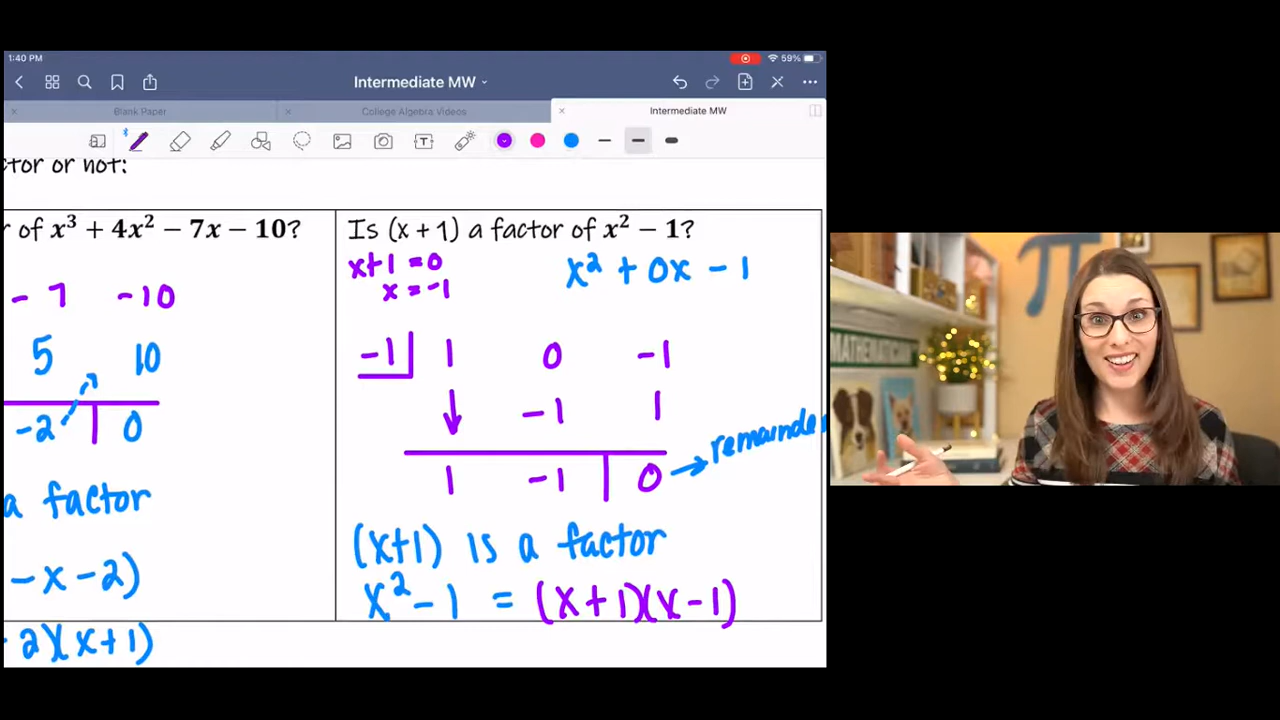 1:40 PM
59%
Intermediate MW
Blank Paper
College Algebra Videos
Intermediate MW
T
ctor or not:
r of x³ + 4x² − 7x − 10?
- 7 -10
5 10
-2 0
a factor
- x - 2)
- 2)(x+1)
Is (x + 1) a factor of x² − 1?
x+1 = 0
x = -1
x² + 0x - 1
-1 1 0 -1
-1 1
1 -1 0 → remainde
(x+1) is a factor
x² - 1 = (x+1)(x-1)
MATHEMATICIAN
π